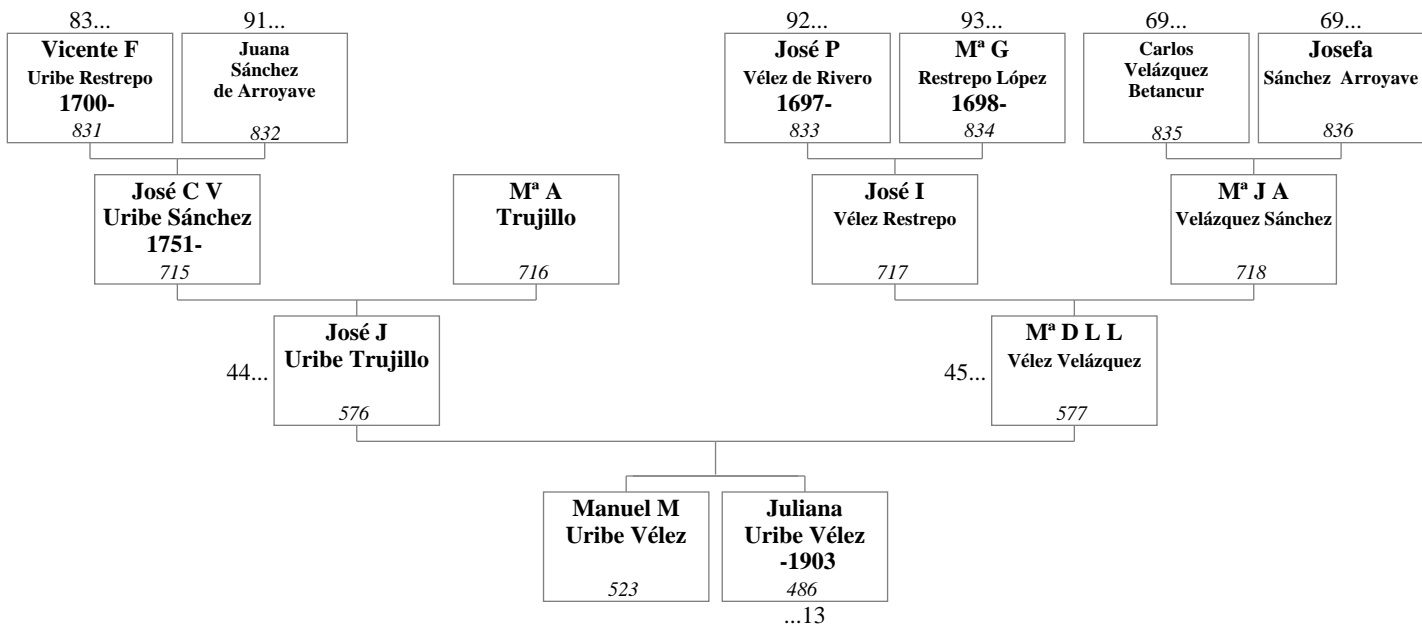 83...
91...
92...
93...
69...
69...
Vicente F
Uribe Restrepo
1700-
831
Juana
Sánchez
de Arroyave
832
José P
Vélez de Rivero
1697-
833
Mª G
Restrepo López
1698-
834
Carlos
Velázquez
Betancur
835
Josefa
Sánchez Arroyave
836
José C V
Uribe Sánchez
1751-
715
Mª A
Trujillo
716
José I
Vélez Restrepo
717
Mª J A
Velázquez Sánchez
718
44...
José J
Uribe Trujillo
576
45...
Mª D L L
Vélez Velázquez
577
Manuel M
Uribe Vélez
523
Juliana
Uribe Vélez
-1903
486
...13